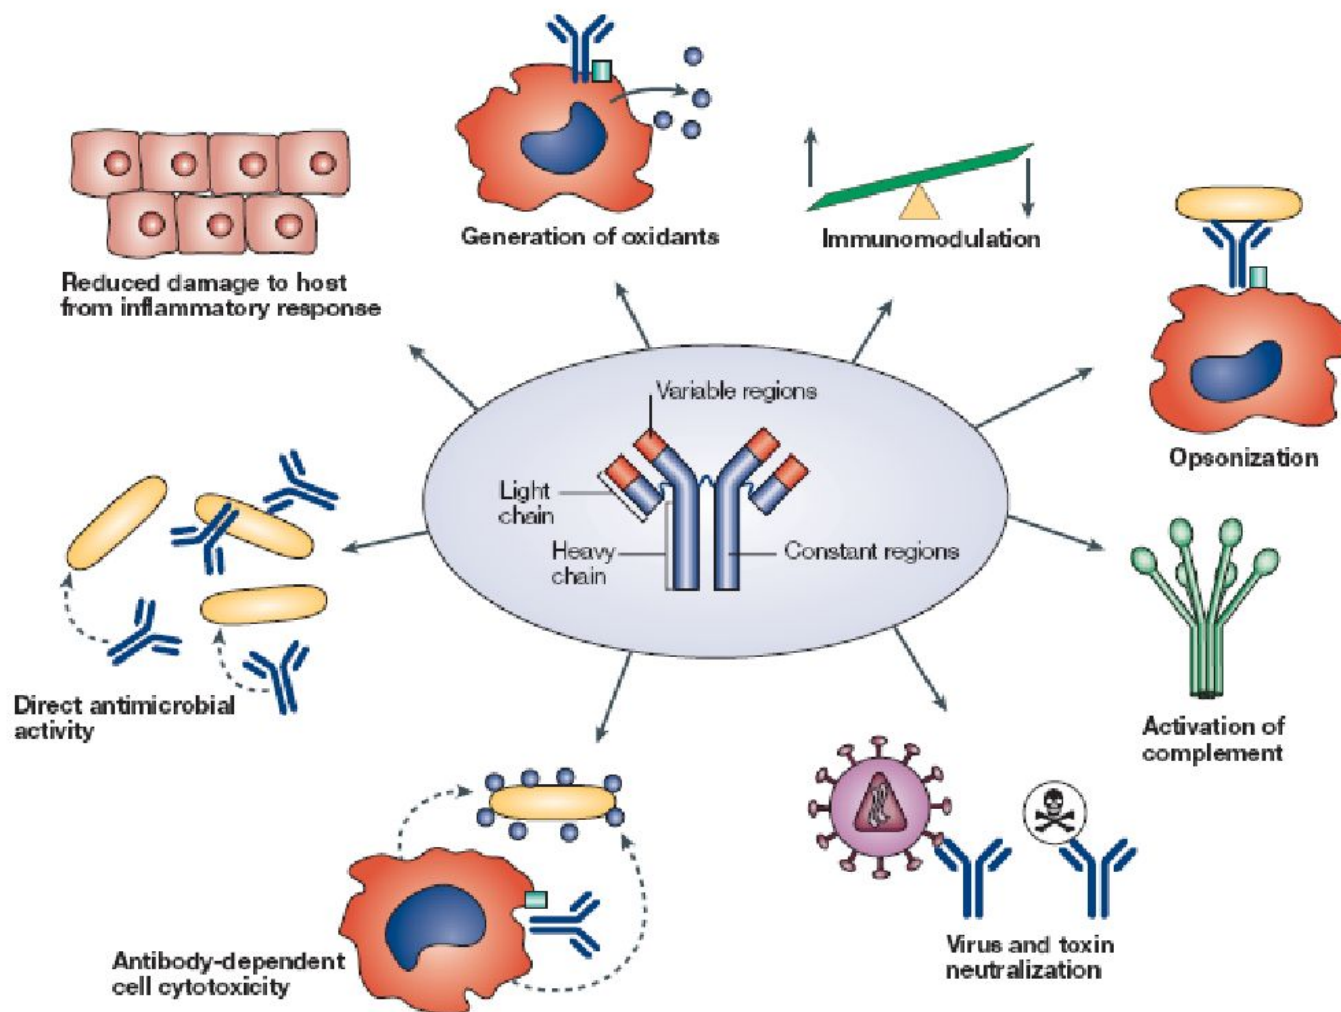 Generation of oxidants
Immunomodulation
Reduced damage to host
from inflammatory response
Opsonization
Variable regions
Light
chain
Heavy
chain
Constant regions
Direct antimicrobial
activity
Activation of
complement
Antibody-dependent
cell cytotoxicity
Virus and toxin
neutralization